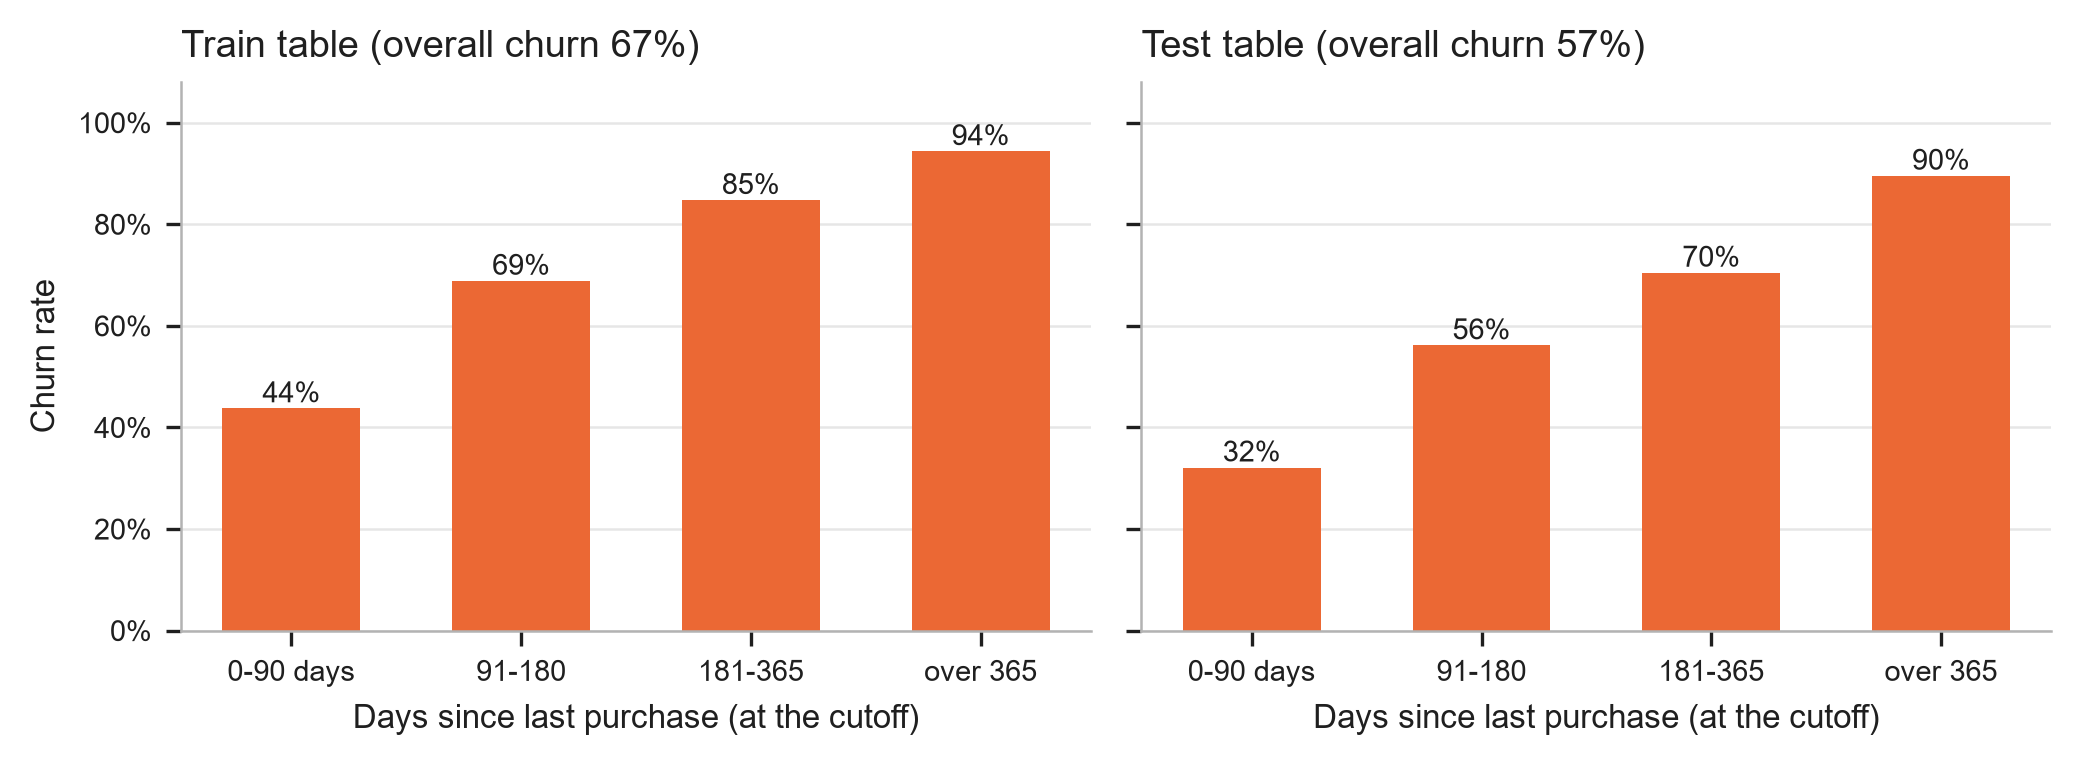 Train table (overall churn 67%)
Churn rate
100%
80%
60%
40%
20%
0%
44%
69%
85%
94%
0-90 days
91-180
181-365
over 365
Days since last purchase (at the cutoff)
Test table (overall churn 57%)
32%
56%
70%
90%
0-90 days
91-180
181-365
over 365
Days since last purchase (at the cutoff)